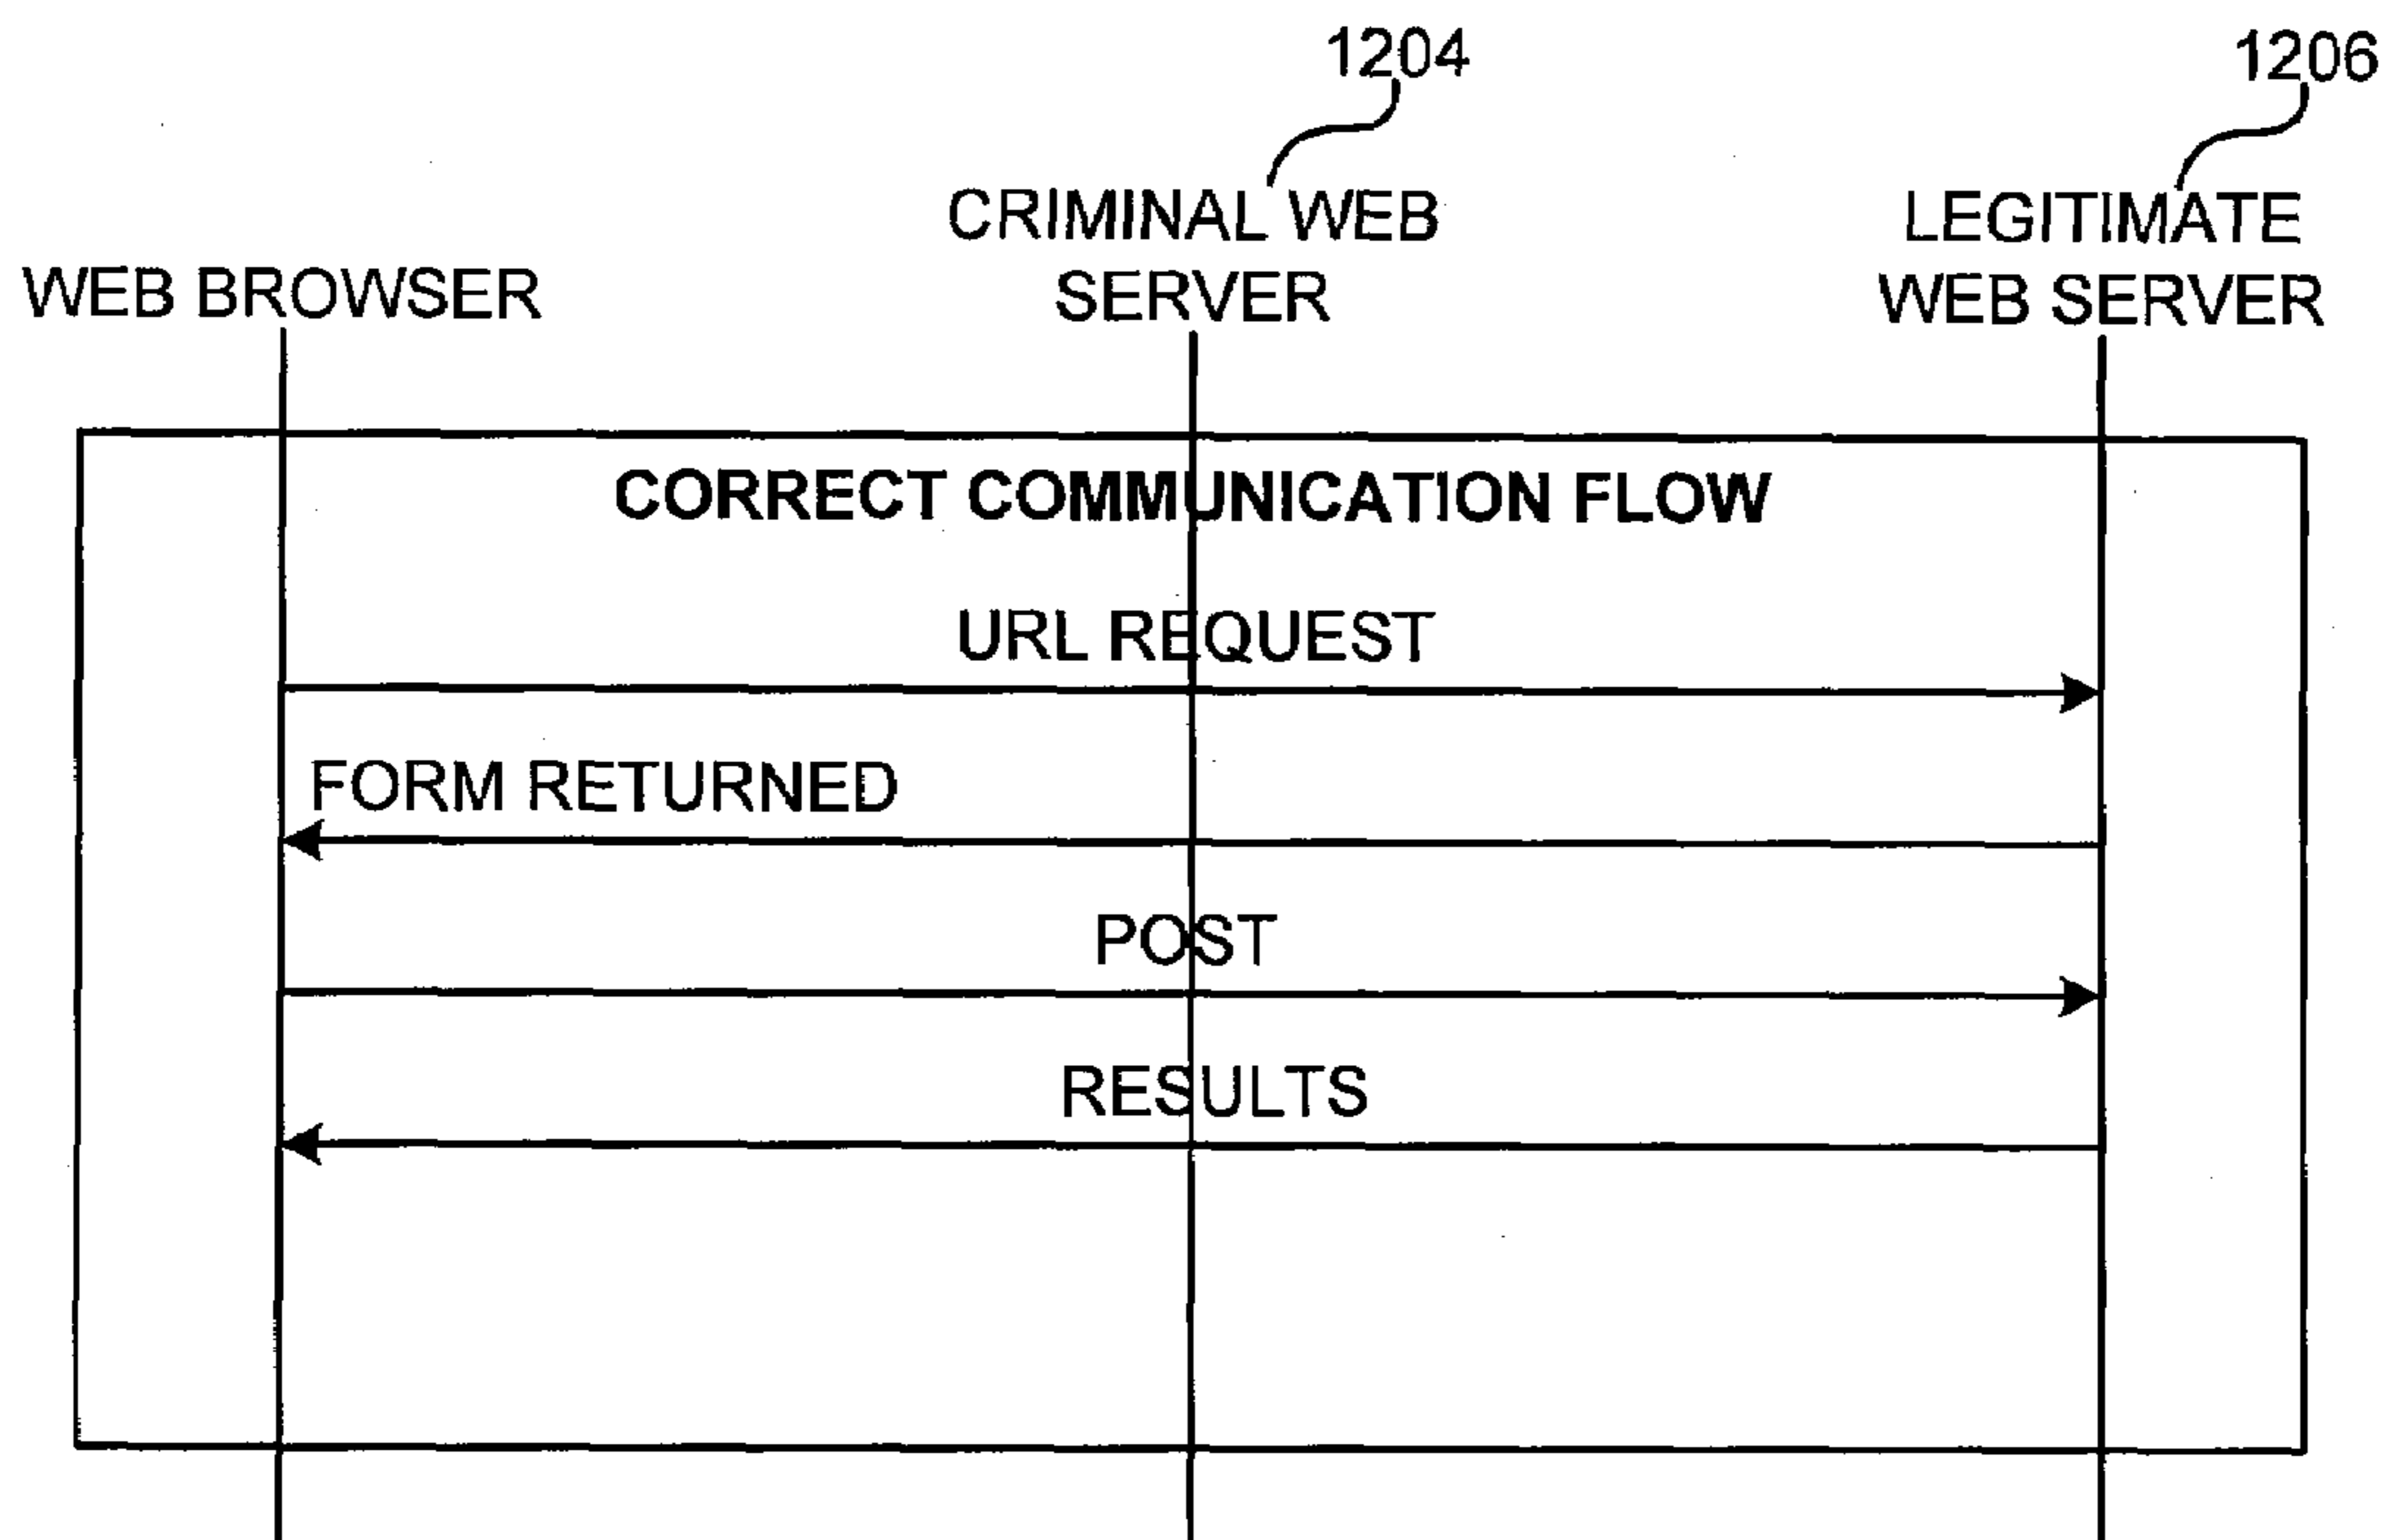 1204
1206
CRIMINAL WEB
SERVER
LEGITIMATE
WEB SERVER
WEB BROWSER
CORRECT COMMUNICATION FLOW
URL REQUEST
FORM RETURNED
POST
RESULTS